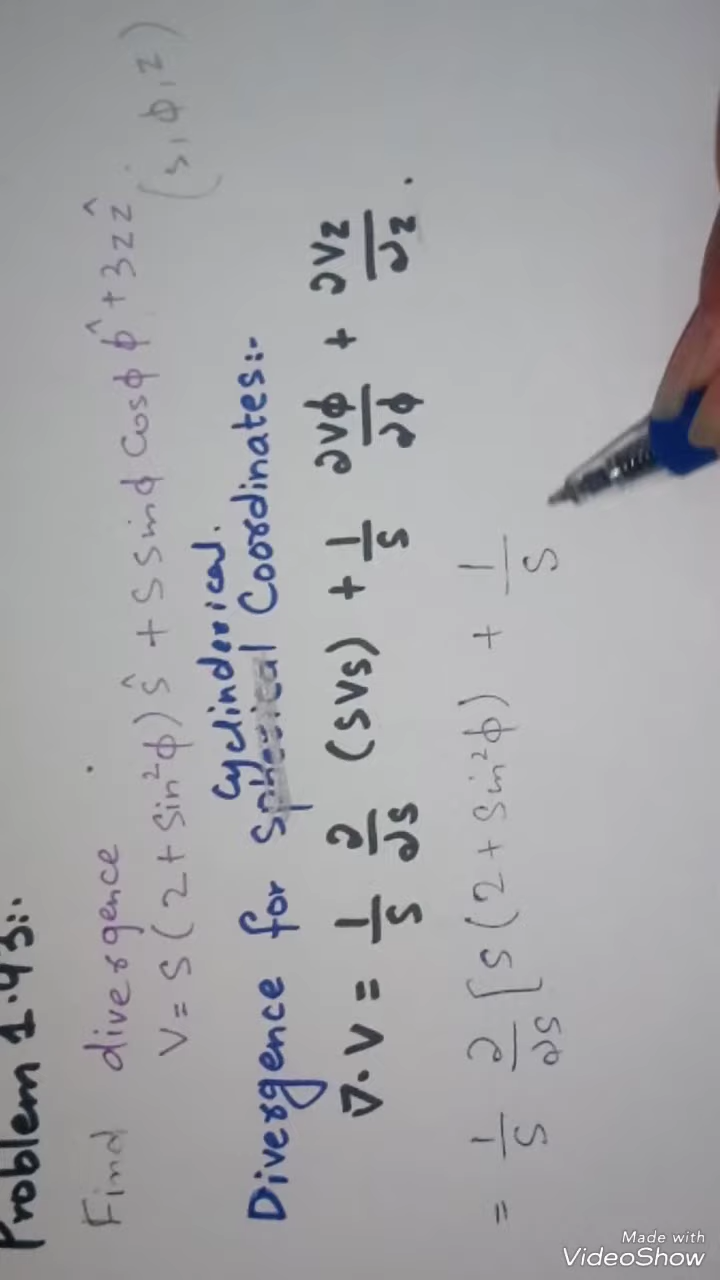 Problem 1.43:-
Find divergence
V = S(2 + Sin²φ) ŝ + S Sinφ Cosφ φ̂ + 3z ẑ
(s, φ, z)
Cylinderical.
Divergence for Spherical Coordinates:-
∇·V = 1/S ∂/∂S (SVs) + 1/S ∂Vφ/∂φ + ∂Vz/∂z.
= 1/S ∂/∂S [S(2 + Sin²φ) + 1/S
Made with
VideoShow